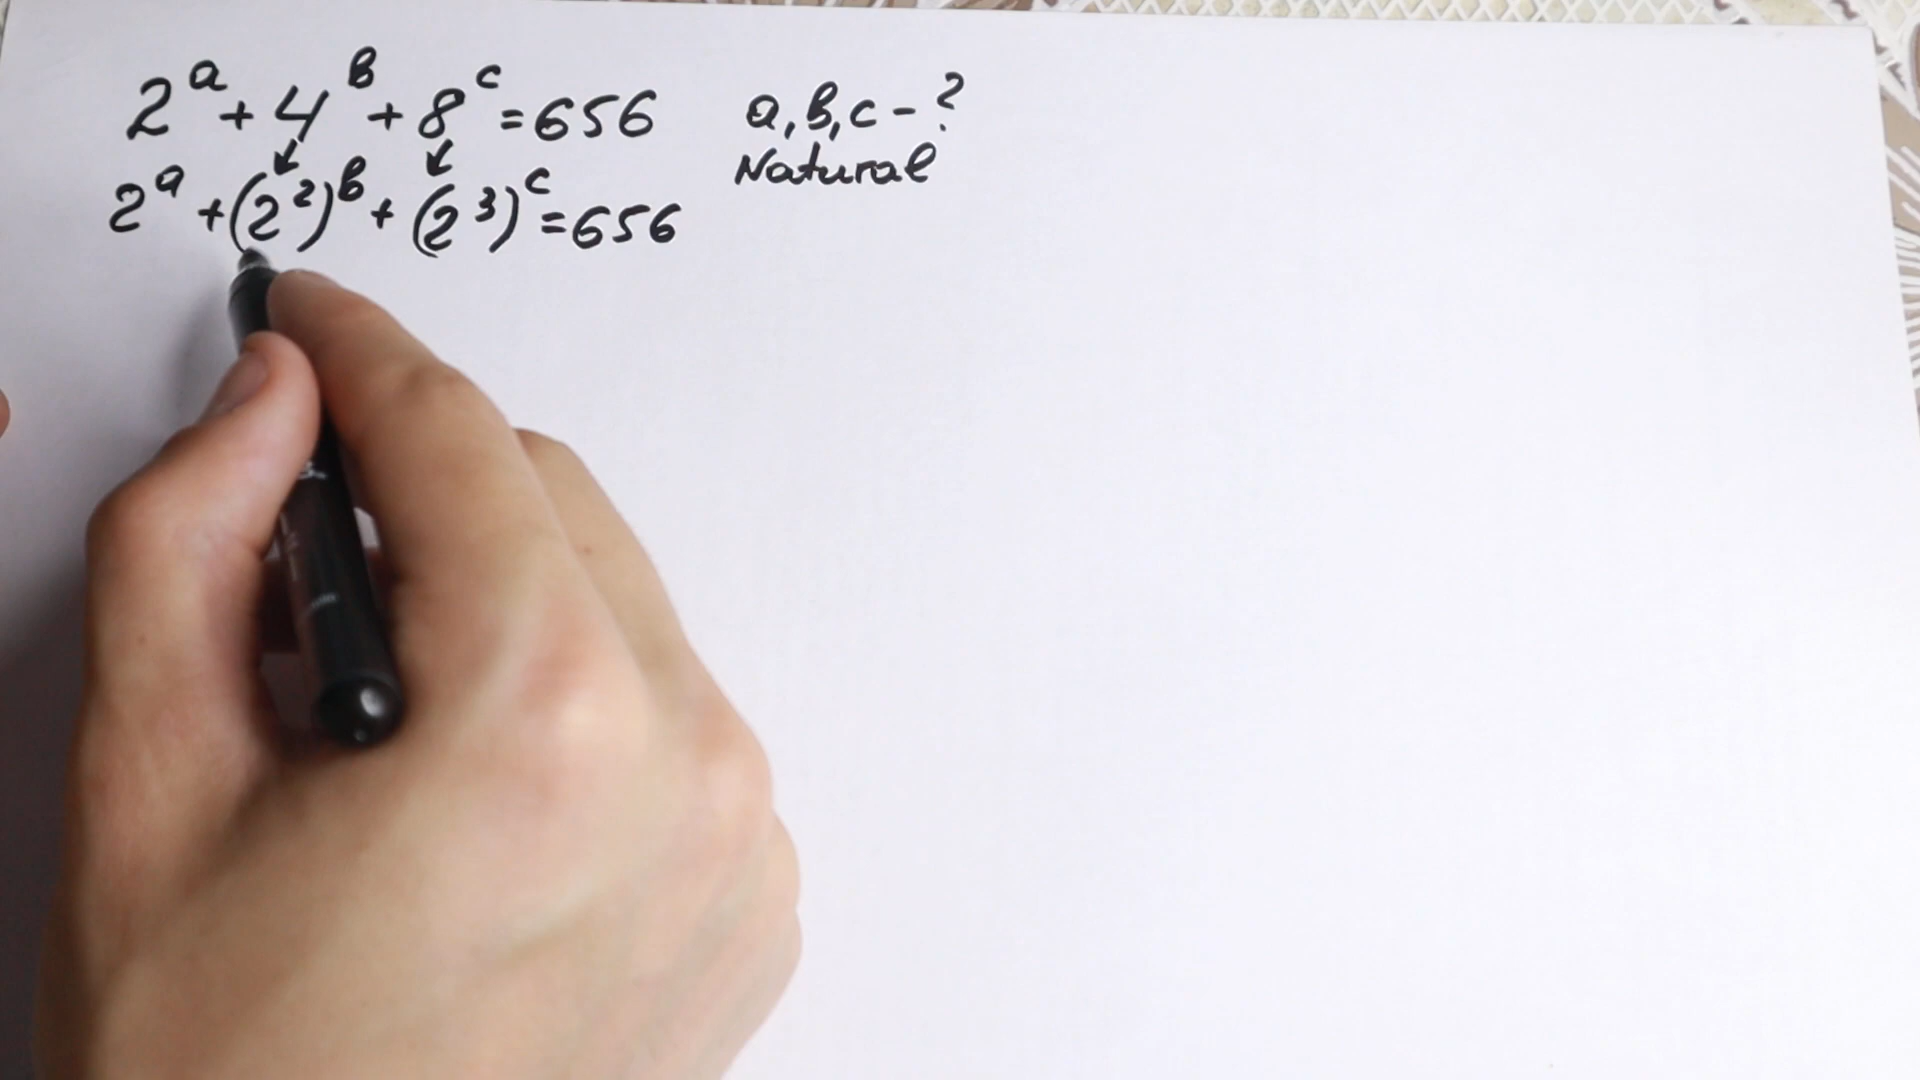 2^a + 4^b + 8^c = 656 a, b, c - ?
Natural
2^a + (2^2)^b + (2^3)^c = 656